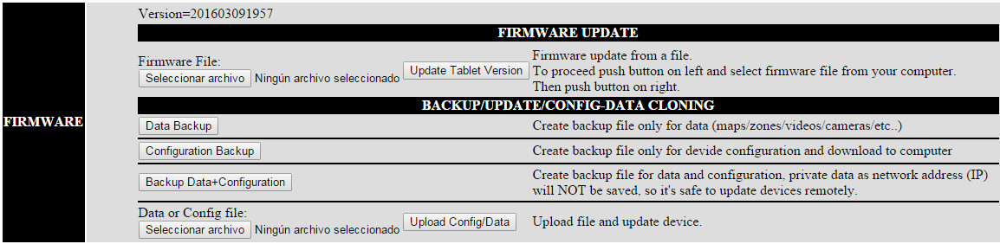 Version=201603091957
FIRMWARE UPDATE
Firmware File:
Seleccionar archivo Ningún archivo seleccionado Update Tablet Version
Firmware update from a file.
To proceed push button on left and select firmware file from your computer.
Then push button on right.
FIRMWARE
BACKUP/UPDATE/CONFIG-DATA CLONING
Data Backup Create backup file only for data (maps/zones/videos/cameras/etc..)
Configuration Backup Create backup file only for devide configuration and download to computer
Backup Data+Configuration Create backup file for data and configuration, private data as network address (IP)
will NOT be saved, so it's safe to update devices remotely.
Data or Config file:
Seleccionar archivo Ningún archivo seleccionado Upload Config/Data Upload file and update device.